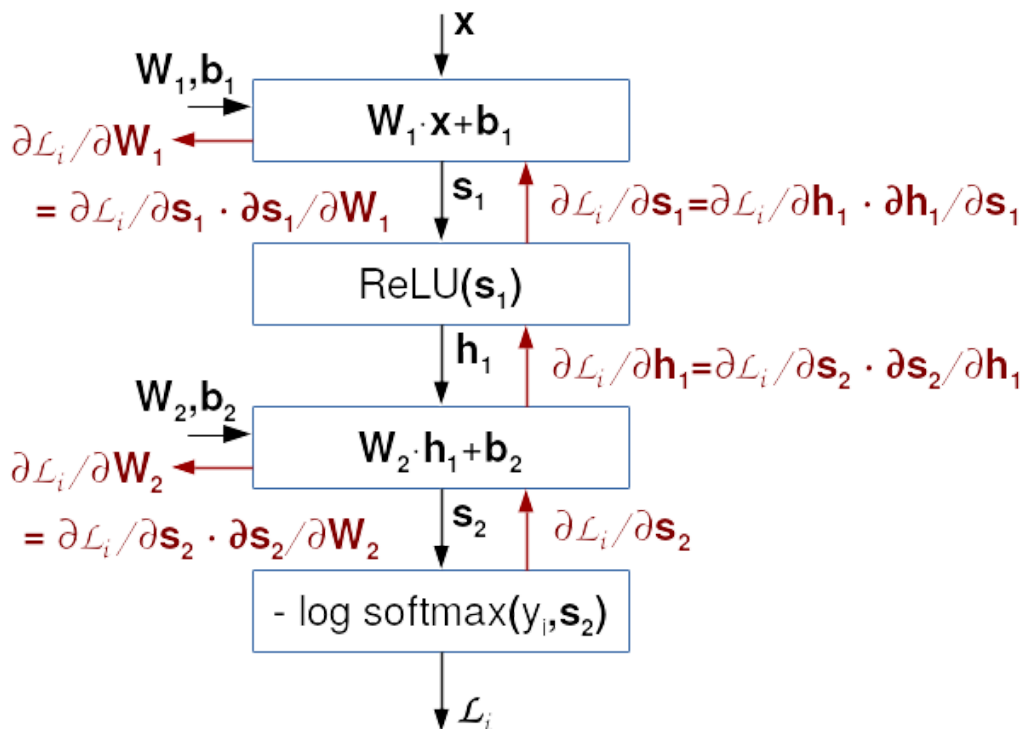 x
W₁,b₁
W₁·x+b₁
∂ℒᵢ/∂W₁
= ∂ℒᵢ/∂s₁ · ∂s₁/∂W₁
s₁
∂ℒᵢ/∂s₁=∂ℒᵢ/∂h₁ · ∂h₁/∂s₁
ReLU(s₁)
h₁
∂ℒᵢ/∂h₁=∂ℒᵢ/∂s₂ · ∂s₂/∂h₁
W₂,b₂
W₂·h₁+b₂
∂ℒᵢ/∂W₂
= ∂ℒᵢ/∂s₂ · ∂s₂/∂W₂
s₂
∂ℒᵢ/∂s₂
- log softmax(yᵢ,s₂)
ℒᵢ